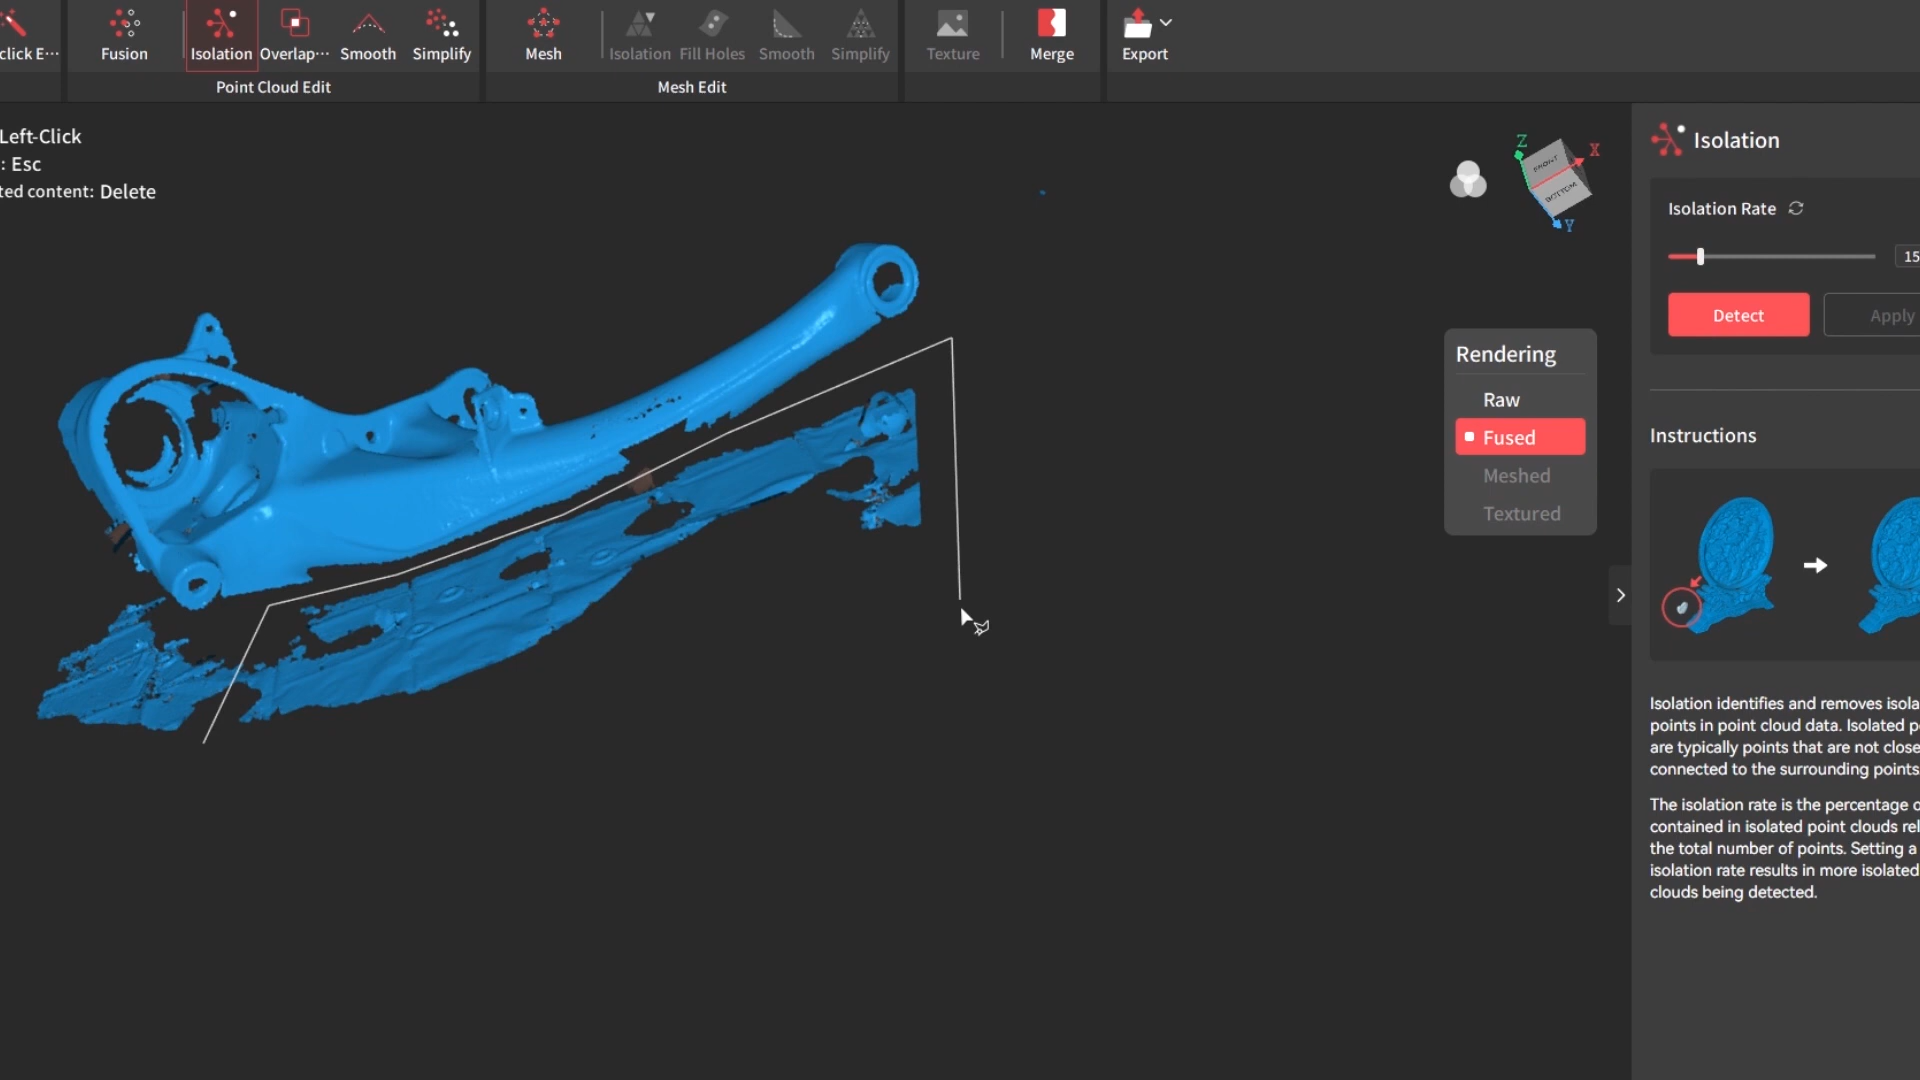 click E···
Fusion
Isolation
Overlap···
Smooth
Simplify
Mesh
Isolation
Fill Holes
Smooth
Simplify
Texture
Merge
Export
Point Cloud Edit
Mesh Edit
Left-Click
: Esc
ted content: Delete
Z
X
Y
FRONT
BOTTOM
Isolation
Isolation Rate
15
Detect
Apply
Rendering
Raw
Fused
Meshed
Textured
Instructions
Isolation identifies and removes isola
points in point cloud data. Isolated p
are typically points that are not close
connected to the surrounding points
The isolation rate is the percentage o
contained in isolated point clouds rel
the total number of points. Setting a
isolation rate results in more isolated
clouds being detected.